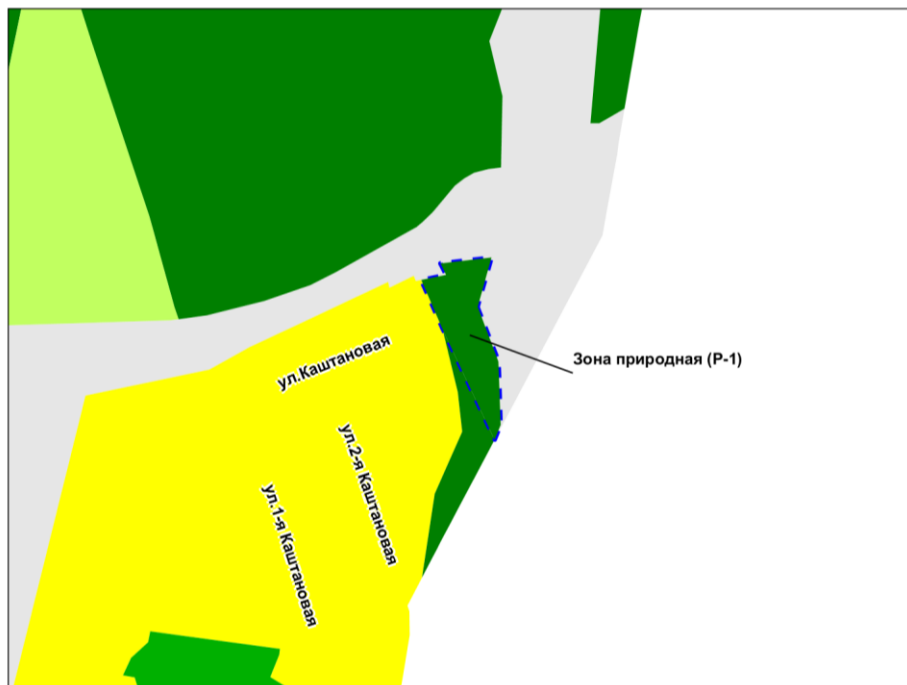 ул.Каштановая
Зона природная (Р-1)
ул.2-я Каштановая
ул.1-я Каштановая